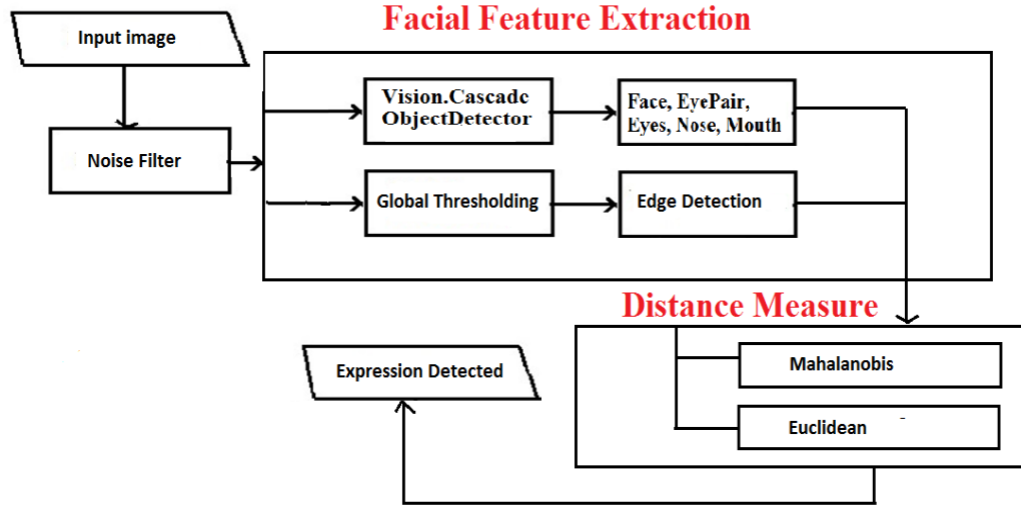 Facial Feature Extraction
Input image
Vision.Cascade
ObjectDetector
Face, EyePair,
Eyes, Nose, Mouth
Noise Filter
Global Thresholding
Edge Detection
Distance Measure
Mahalanobis
Expression Detected
Euclidean